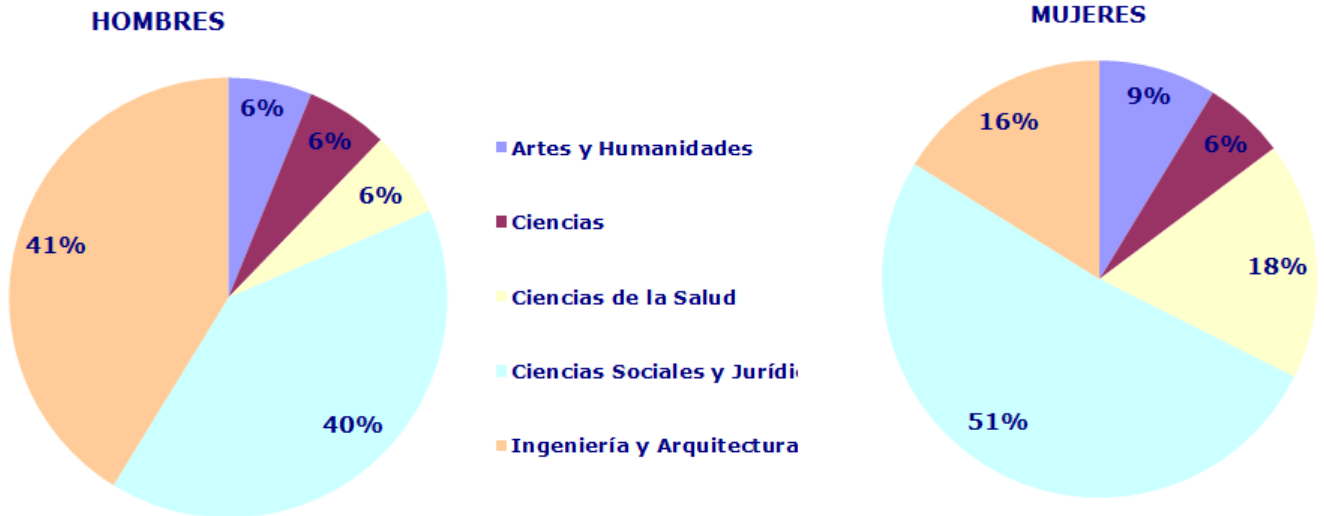 HOMBRES
6%
6%
6%
40%
41%
Artes y Humanidades
Ciencias
Ciencias de la Salud
Ciencias Sociales y Jurídi
Ingeniería y Arquitectura
MUJERES
9%
6%
18%
51%
16%